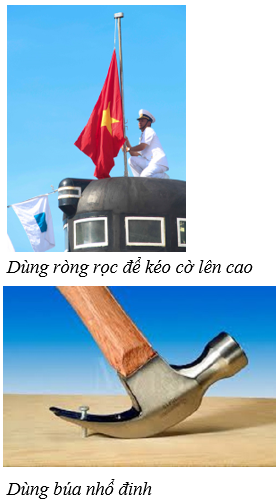 Dùng ròng rọc để kéo cờ lên cao
Dùng búa nhổ đinh